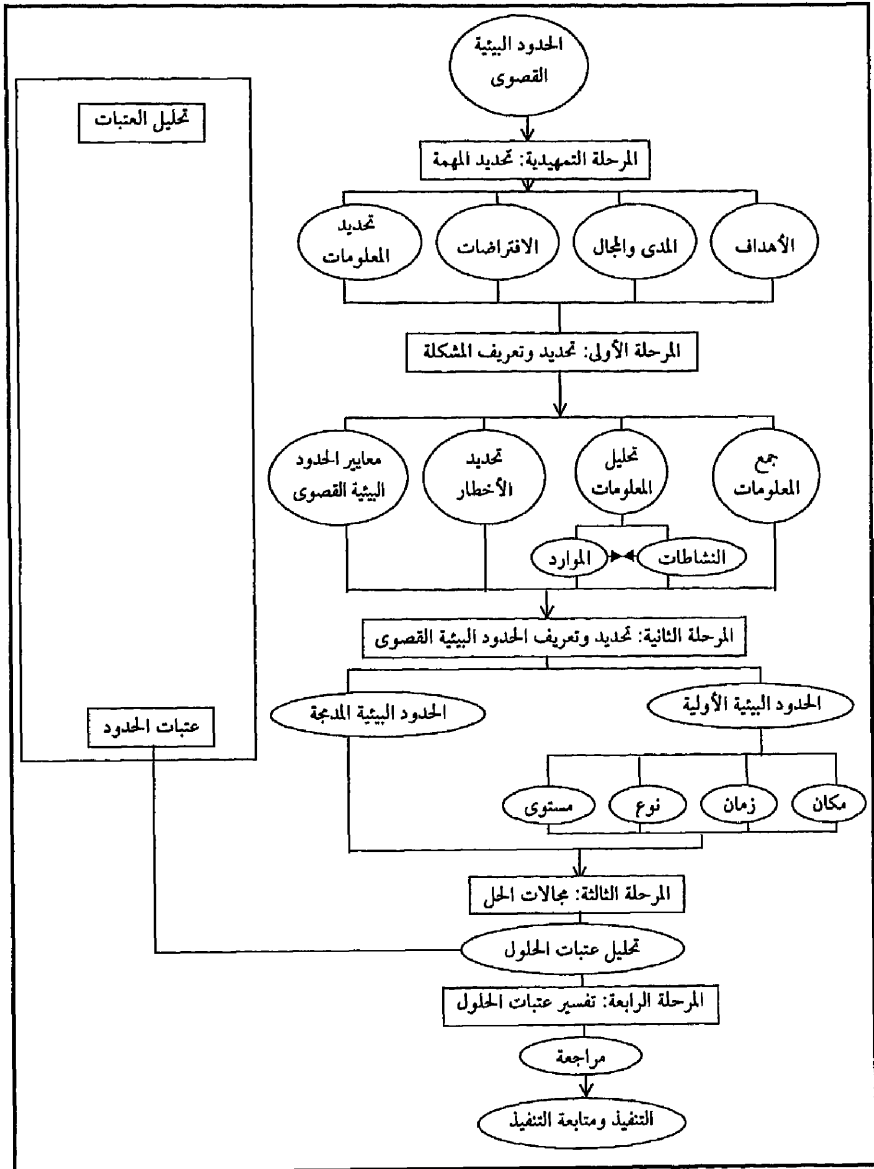 الحدود البيئية
القصوى
تحليل العتبات
المرحلة التمهيدية: تحديد المهمة
الأهداف
المدى والمجال
الافتراضات
تحديد
المعلومات
المرحلة الأولى: تحديد وتعريف المشكلة
جمع
المعلومات
تحليل
المعلومات
تحديد
الأخطار
معايير الحدود
البيئية القصوى
النشاطات
الموارد
المرحلة الثانية: تحديد وتعريف الحدود البيئية القصوى
الحدود البيئية الأولية
الحدود البيئية المدمجة
عتبات الحدود
مكان
زمان
نوع
مستوى
المرحلة الثالثة: مجالات الحل
تحليل عتبات الحلول
المرحلة الرابعة: تفسير عتبات الحلول
مراجعة
التنفيذ ومتابعة التنفيذ